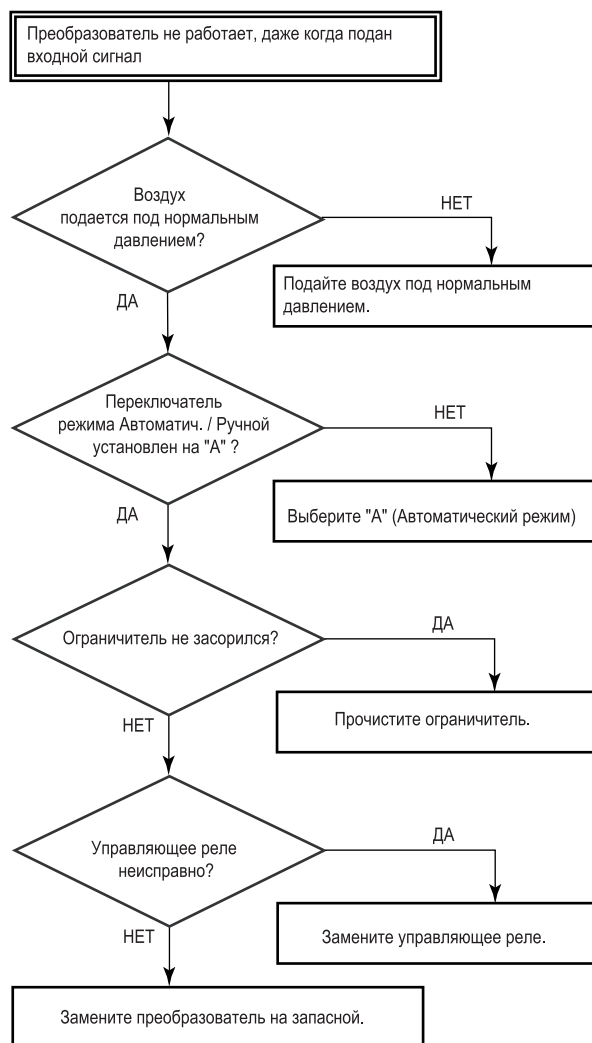 Преобразователь не работает, даже когда подан
входной сигнал
Воздух
подается под нормальным
давлением?
НЕТ
Подайте воздух под нормальным
давлением.
ДА
Переключатель
режима Автоматич. / Ручной
установлен на "А" ?
НЕТ
Выберите "А" (Автоматический режим)
ДА
Ограничитель не засорился?
ДА
Прочистите ограничитель.
НЕТ
Управляющее реле
неисправно?
ДА
Замените управляющее реле.
НЕТ
Замените преобразователь на запасной.